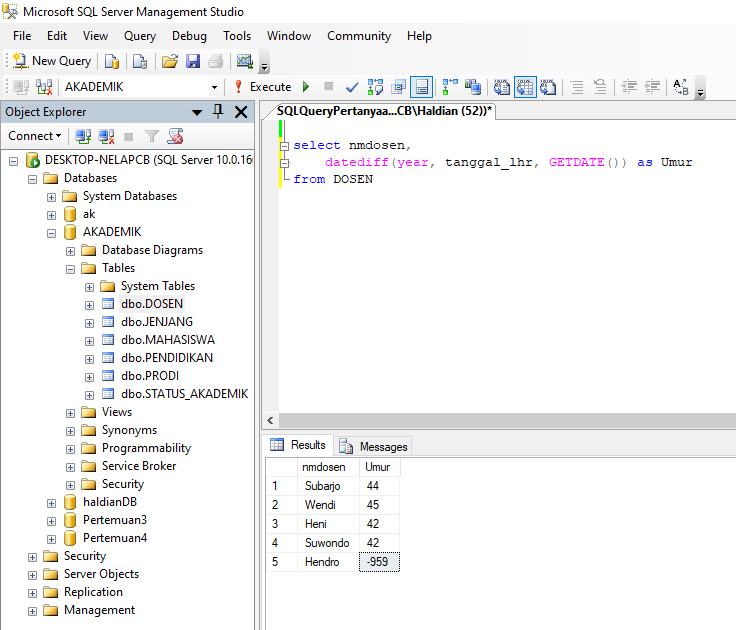 Microsoft SQL Server Management Studio
File Edit View Query Debug Tools Window Community Help
New Query
AKADEMIK Execute
Object Explorer
Connect
DESKTOP-NELAPCB (SQL Server 10.0.16
Databases
System Databases
ak
AKADEMIK
Database Diagrams
Tables
System Tables
dbo.DOSEN
dbo.JENJANG
dbo.MAHASISWA
dbo.PENDIDIKAN
dbo.PRODI
dbo.STATUS_AKADEMIK
Views
Synonyms
Programmability
Service Broker
Security
haldianDB
Pertemuan3
Pertemuan4
Security
Server Objects
Replication
Management
SQLQueryPertanyaa...CB\Haldian (52))*
select nmdosen,
datediff(year, tanggal_lhr, GETDATE()) as Umur
from DOSEN
Results Messages
nmdosen Umur
1 Subarjo 44
2 Wendi 45
3 Heni 42
4 Suwondo 42
5 Hendro -959